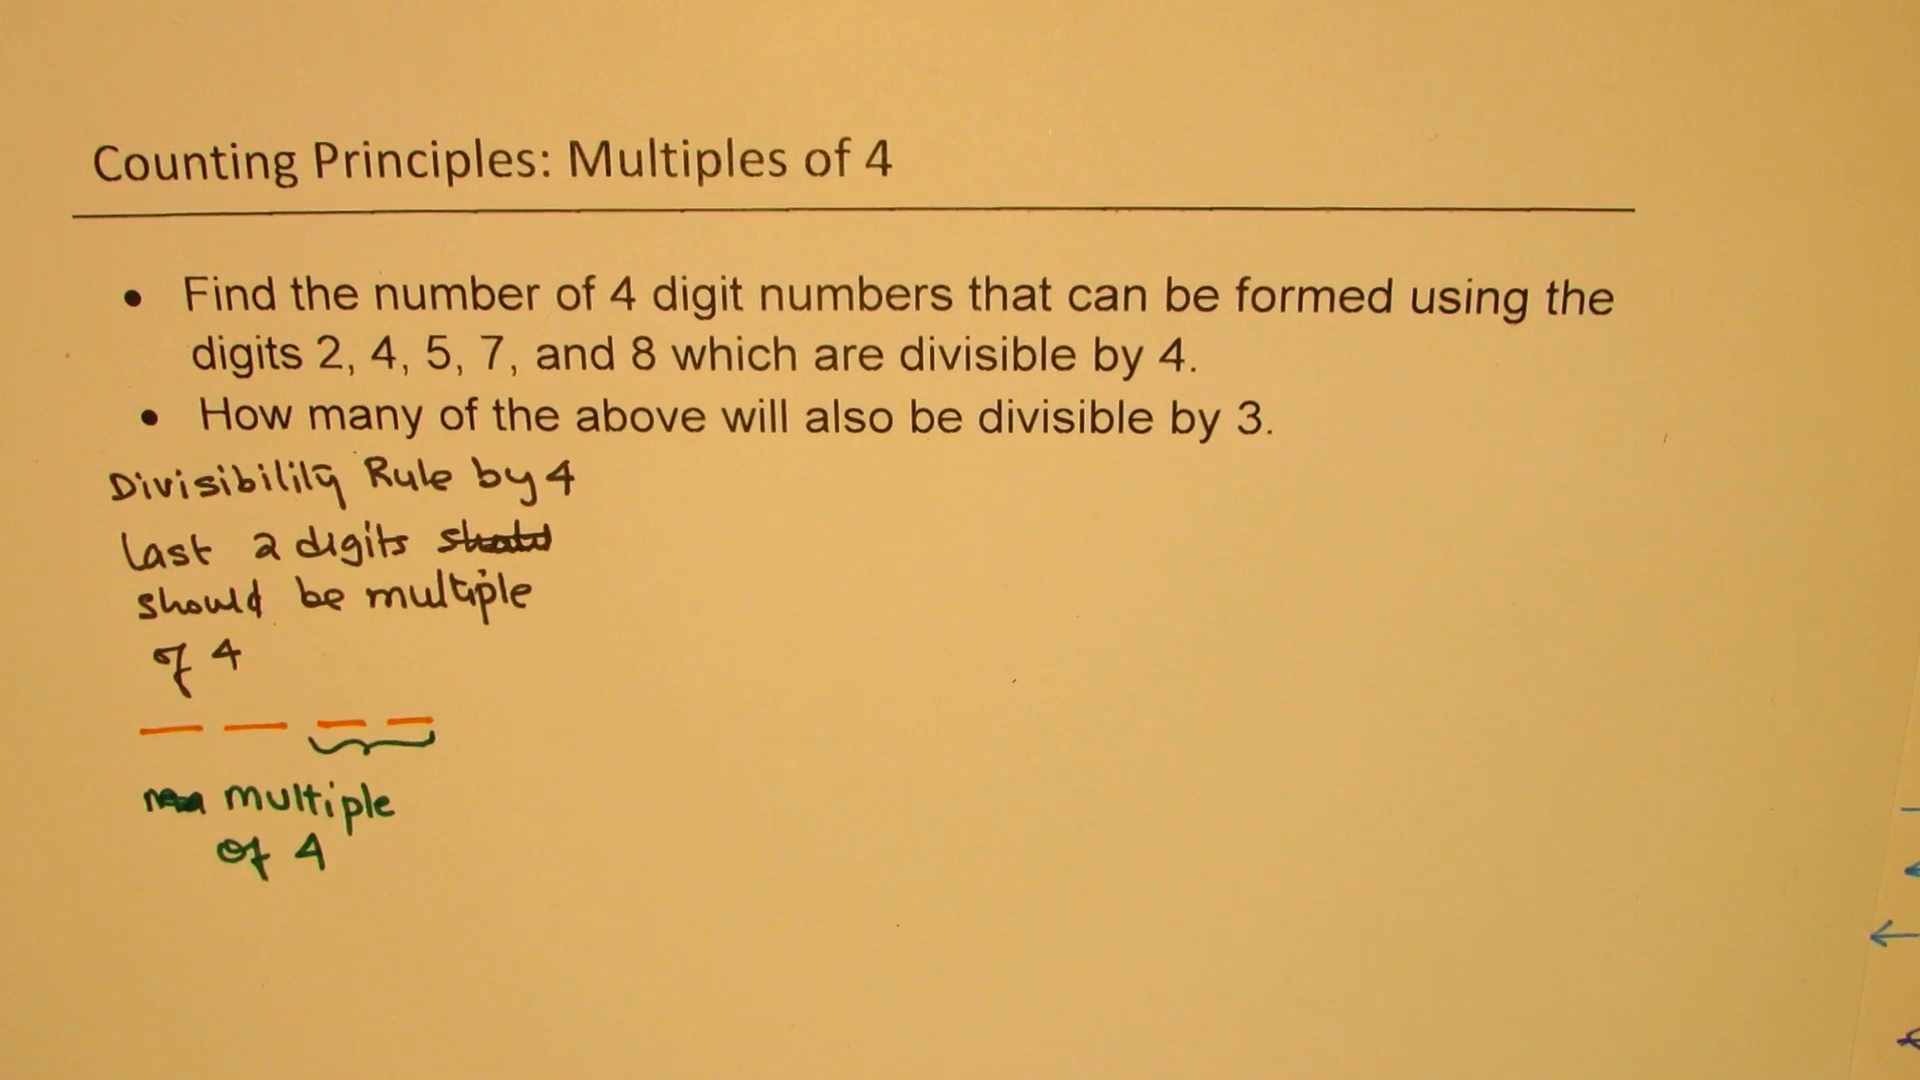 Counting Principles: Multiples of 4
• Find the number of 4 digit numbers that can be formed using the
digits 2, 4, 5, 7, and 8 which are divisible by 4.
• How many of the above will also be divisible by 3.
Divisibility Rule by 4
last 2 digits
should be multiple
of 4
multiple
of 4